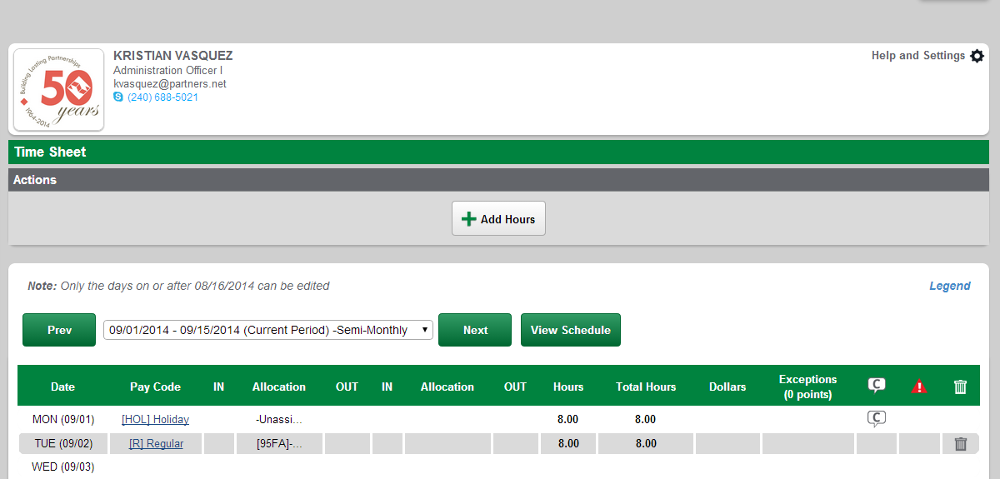 Building Lasting Partnerships
50
years
1964-2014
KRISTIAN VASQUEZ
Administration Officer I
kvasquez@partners.net
(240) 688-5021
Help and Settings
Time Sheet
Actions
Add Hours
Note: Only the days on or after 08/16/2014 can be edited
Legend
Prev
09/01/2014 - 09/15/2014 (Current Period) -Semi-Monthly
Next
View Schedule
Date Pay Code IN Allocation OUT IN Allocation OUT Hours Total Hours Dollars Exceptions (0 points) C
MON (09/01) [HOL] Holiday -Unassi... 8.00 8.00 C
TUE (09/02) [R] Regular [95FA]-... 8.00 8.00
WED (09/03)